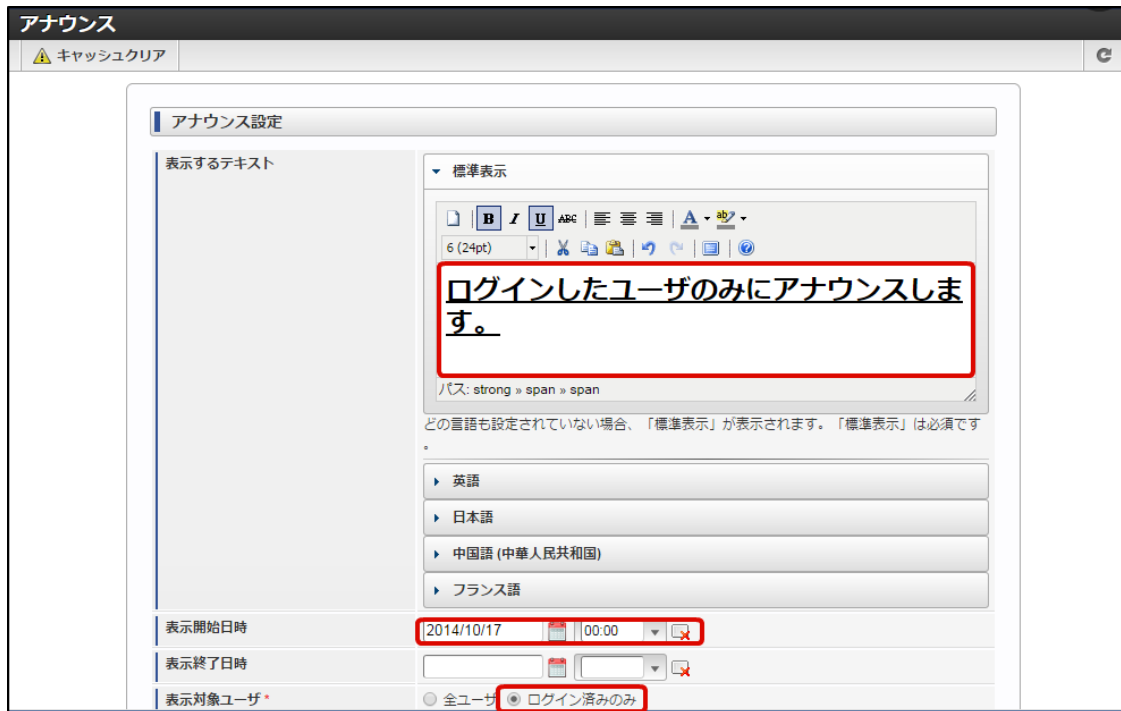 アナウンス
キャッシュクリア
アナウンス設定
表示するテキスト
標準表示
B I U ABC A ab
6 (24pt)
ログインしたユーザのみにアナウンスしま
す。
パス: strong » span » span
どの言語も設定されていない場合、「標準表示」が表示されます。「標準表示」は必須です
。
英語
日本語
中国語 (中華人民共和国)
フランス語
表示開始日時
2014/10/17 00:00
表示終了日時
表示対象ユーザ *
全ユーザ ログイン済みのみ